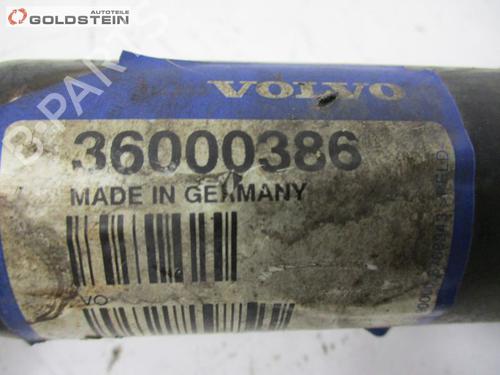 AUTOTEILE
GOLDSTEIN
B-PARTS
VOLVO
36000386
MADE IN GERMANY
VO